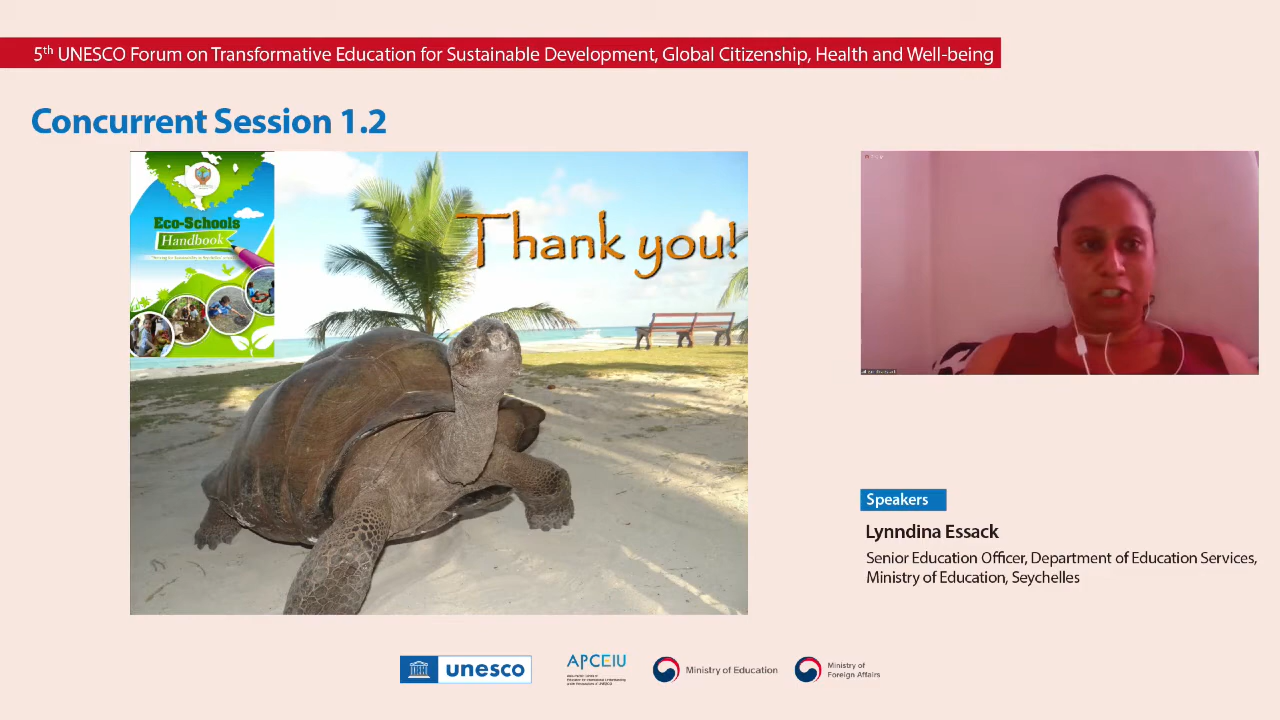 5th UNESCO Forum on Transformative Education for Sustainable Development, Global Citizenship, Health and Well-being
Concurrent Session 1.2
Eco-Schools
Handbook
Thank you!
Speakers
Lynndina Essack
Senior Education Officer, Department of Education Services,
Ministry of Education, Seychelles
unesco
APCEIU
Ministry of Education
Ministry of
Foreign Affairs